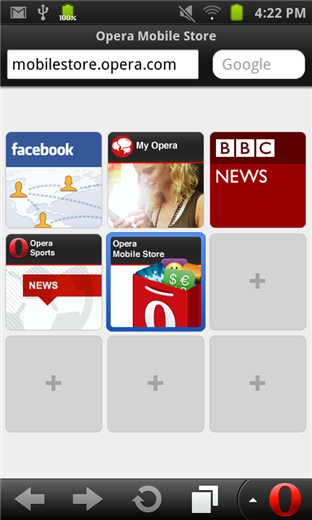 100%
4:22 PM
Opera Mobile Store
mobilestore.opera.com
Google
facebook
My Opera
BBC
NEWS
Opera
Sports
NEWS
Opera
Mobile Store
$ €